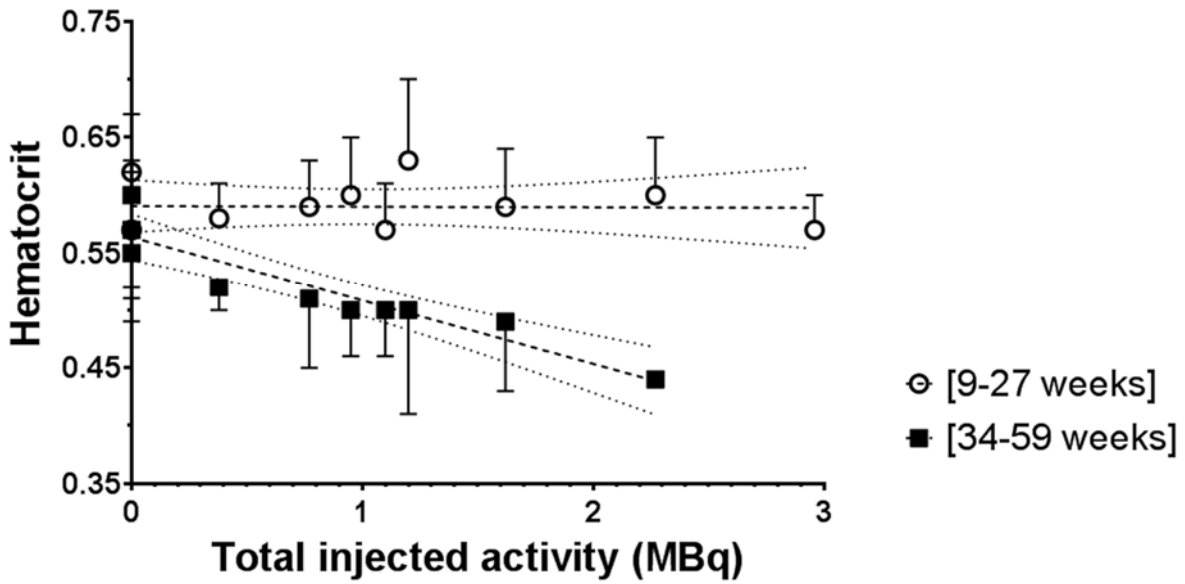 0.75
0.65
0.55
0.45
0.35
Hematocrit
0 1 2 3
Total injected activity (MBq)
[9-27 weeks]
[34-59 weeks]